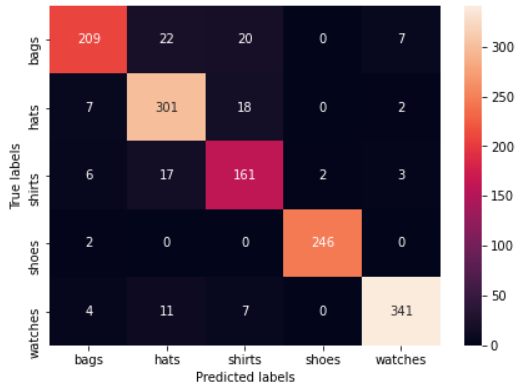 bags 209 22 20 0 7
hats 7 301 18 0 2
shirts 6 17 161 2 3
shoes 2 0 0 246 0
watches 4 11 7 0 341
bags hats shirts shoes watches
Predicted labels
True labels
300
250
200
150
100
50
0